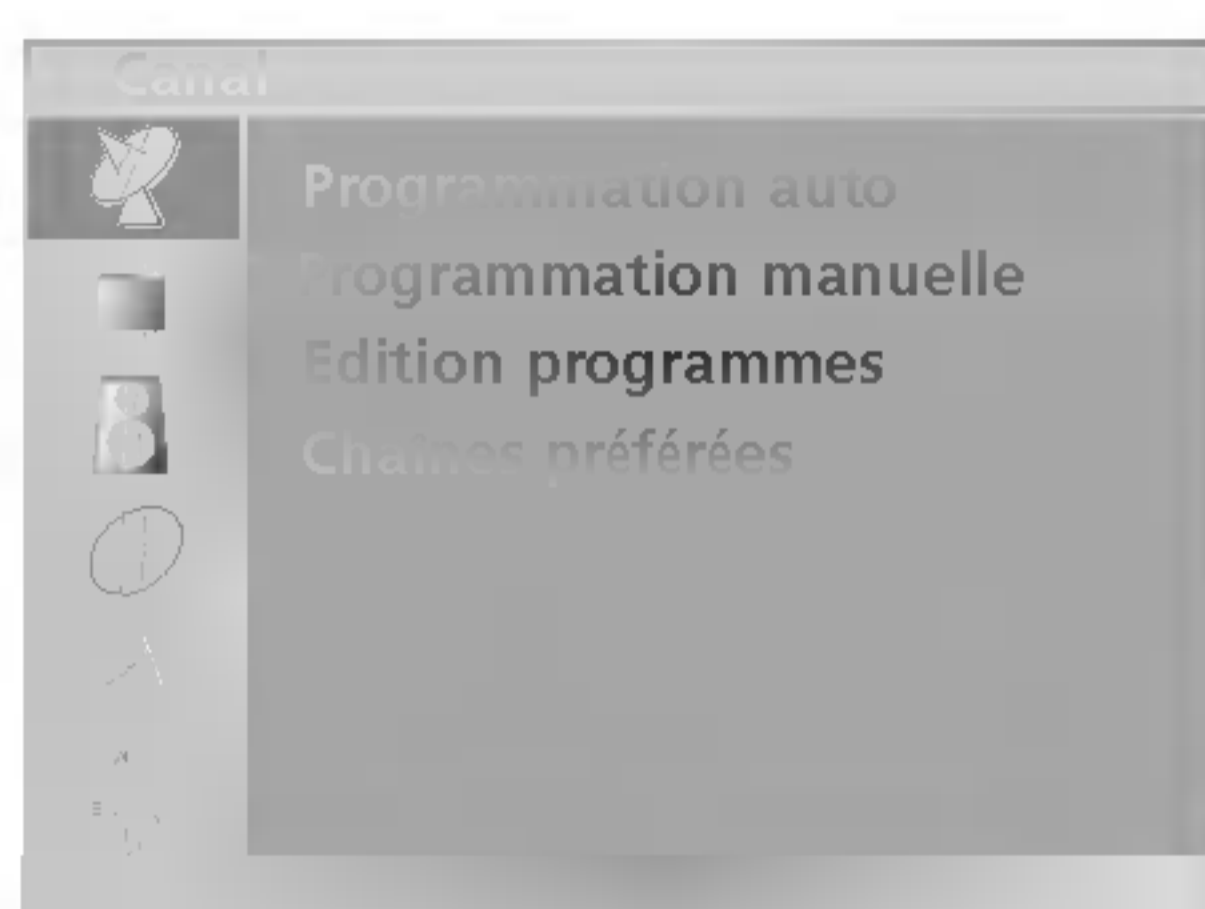 Canal
Programmation auto
Programmation manuelle
Edition programmes
Chaînes préférées